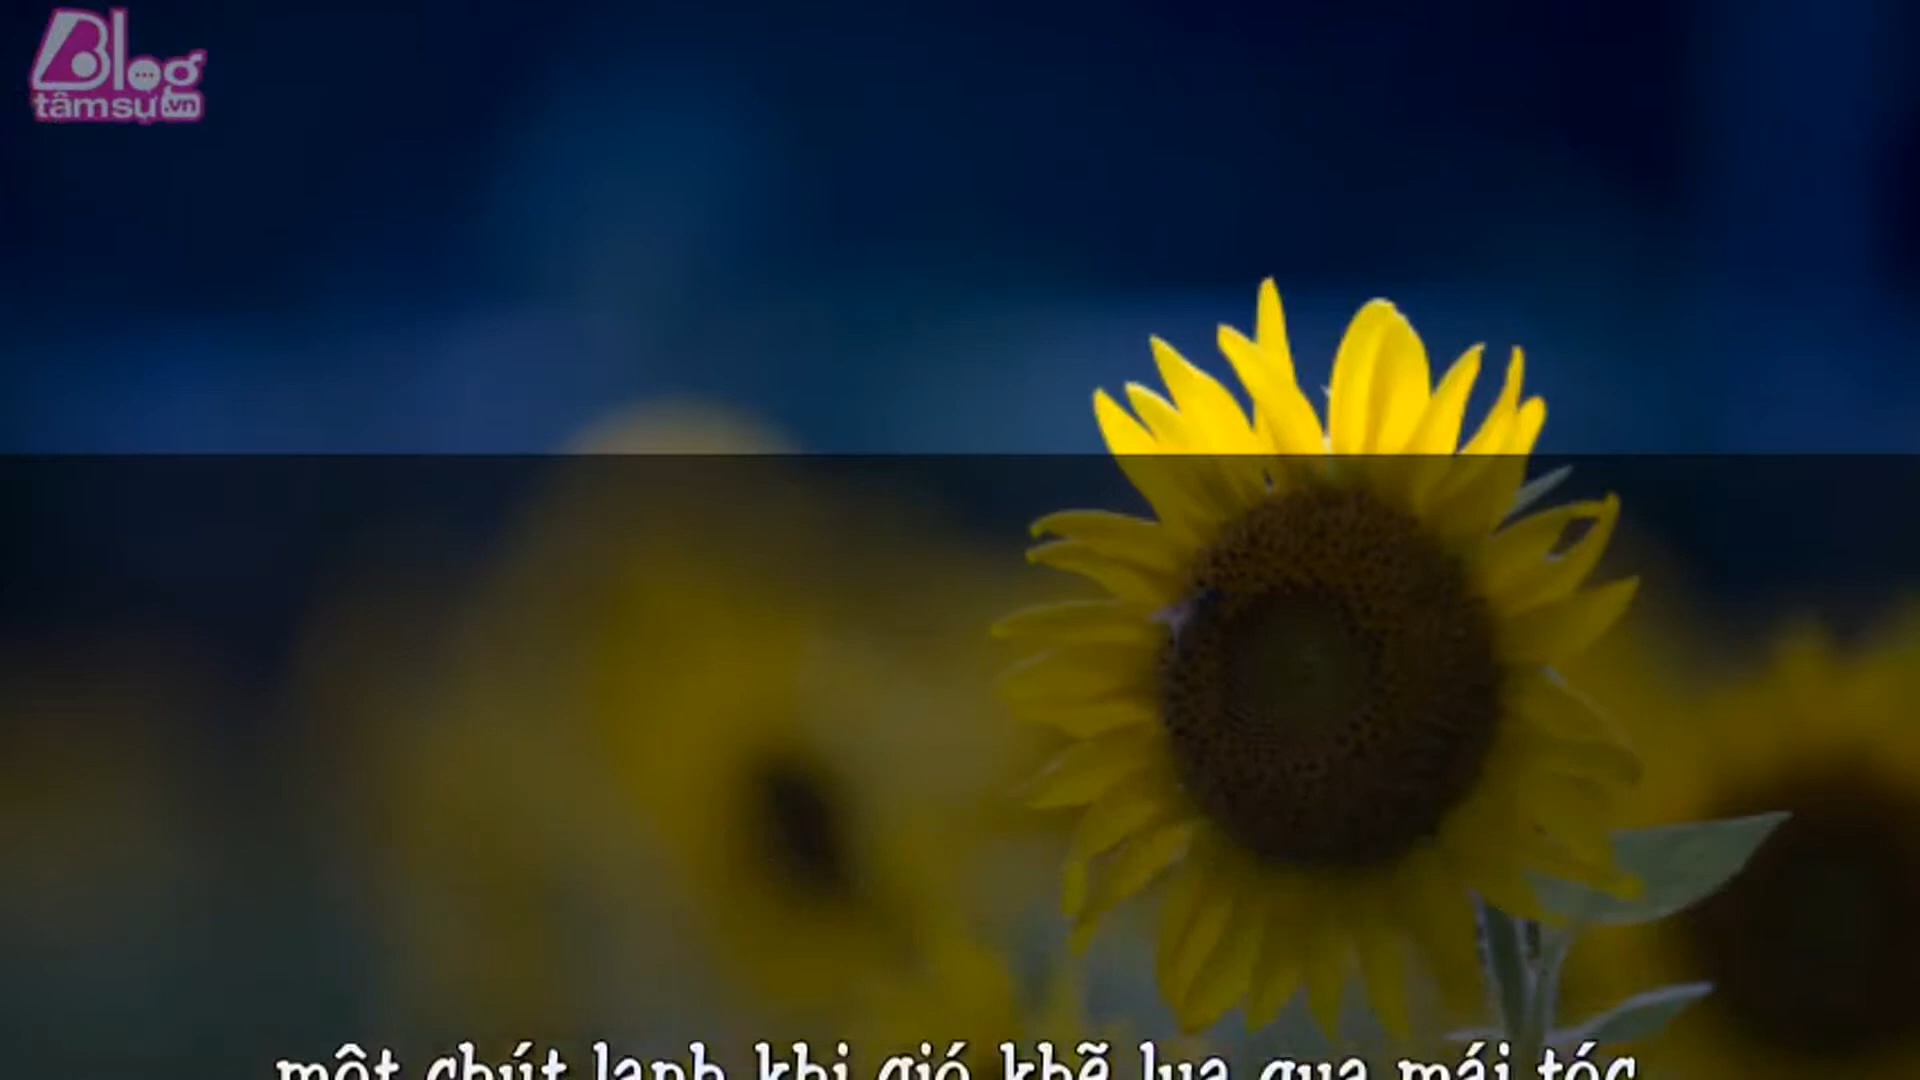 Blog
tâmsự.vn
một chút lạnh khi gió khẽ lùa qua mái tóc